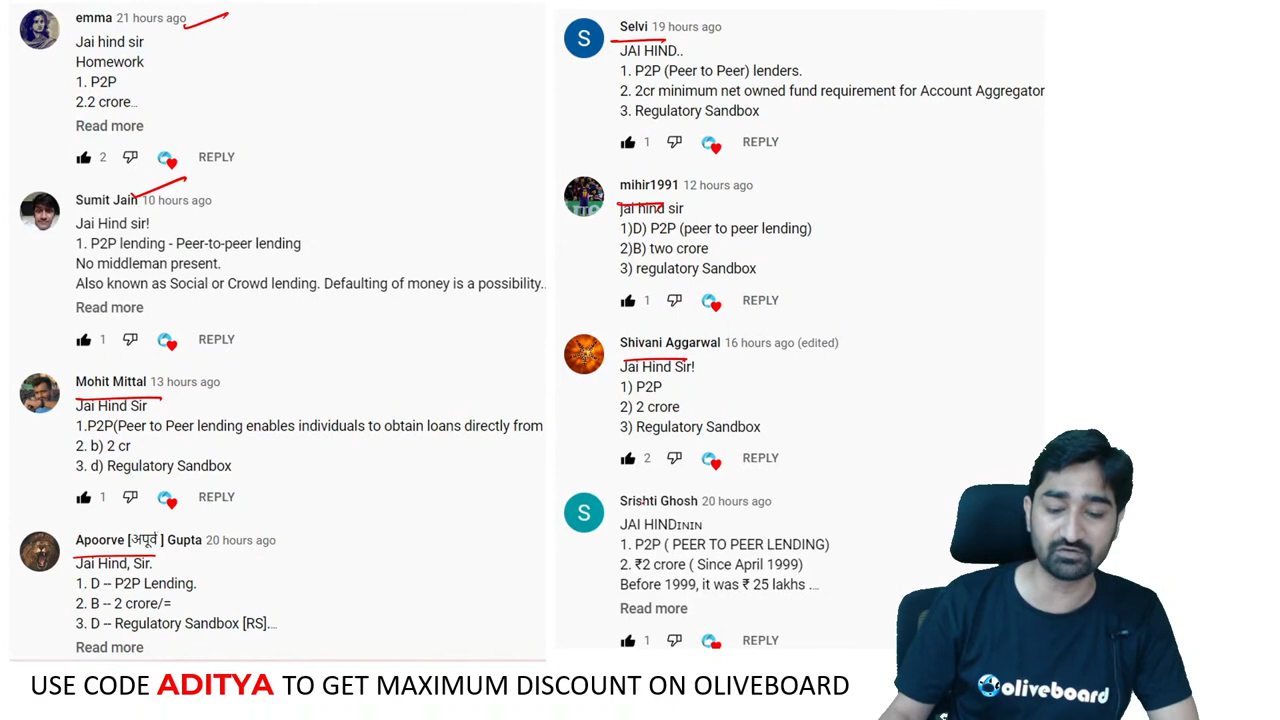 emma 21 hours ago
Jai hind sir
Homework
1. P2P
2.2 crore…
Read more
2 REPLY
Sumit Jain 10 hours ago
Jai Hind sir!
1. P2P lending - Peer-to-peer lending
No middleman present.
Also known as Social or Crowd lending. Defaulting of money is a possibility..
Read more
1 REPLY
Mohit Mittal 13 hours ago
Jai Hind Sir
1.P2P(Peer to Peer lending enables individuals to obtain loans directly from
2. b) 2 cr
3. d) Regulatory Sandbox
1 REPLY
Apoorve [अपूर्व ] Gupta 20 hours ago
Jai Hind, Sir.
1. D -- P2P Lending.
2. B -- 2 crore/=
3. D -- Regulatory Sandbox [RS]....
Read more
S
Selvi 19 hours ago
JAI HIND..
1. P2P (Peer to Peer) lenders.
2. 2cr minimum net owned fund requirement for Account Aggregator
3. Regulatory Sandbox
1 REPLY
mihir1991 12 hours ago
jai hind sir
1)D) P2P (peer to peer lending)
2)B) two crore
3) regulatory Sandbox
1 REPLY
Shivani Aggarwal 16 hours ago (edited)
Jai Hind Sir!
1) P2P
2) 2 crore
3) Regulatory Sandbox
2 REPLY
S
Srishti Ghosh 20 hours ago
JAI HINDɪɴɪɴ
1. P2P ( PEER TO PEER LENDING)
2. ₹2 crore ( Since April 1999)
Before 1999, it was ₹ 25 lakhs ...
Read more
1 REPLY
oliveboard
USE CODE ADITYA TO GET MAXIMUM DISCOUNT ON OLIVEBOARD